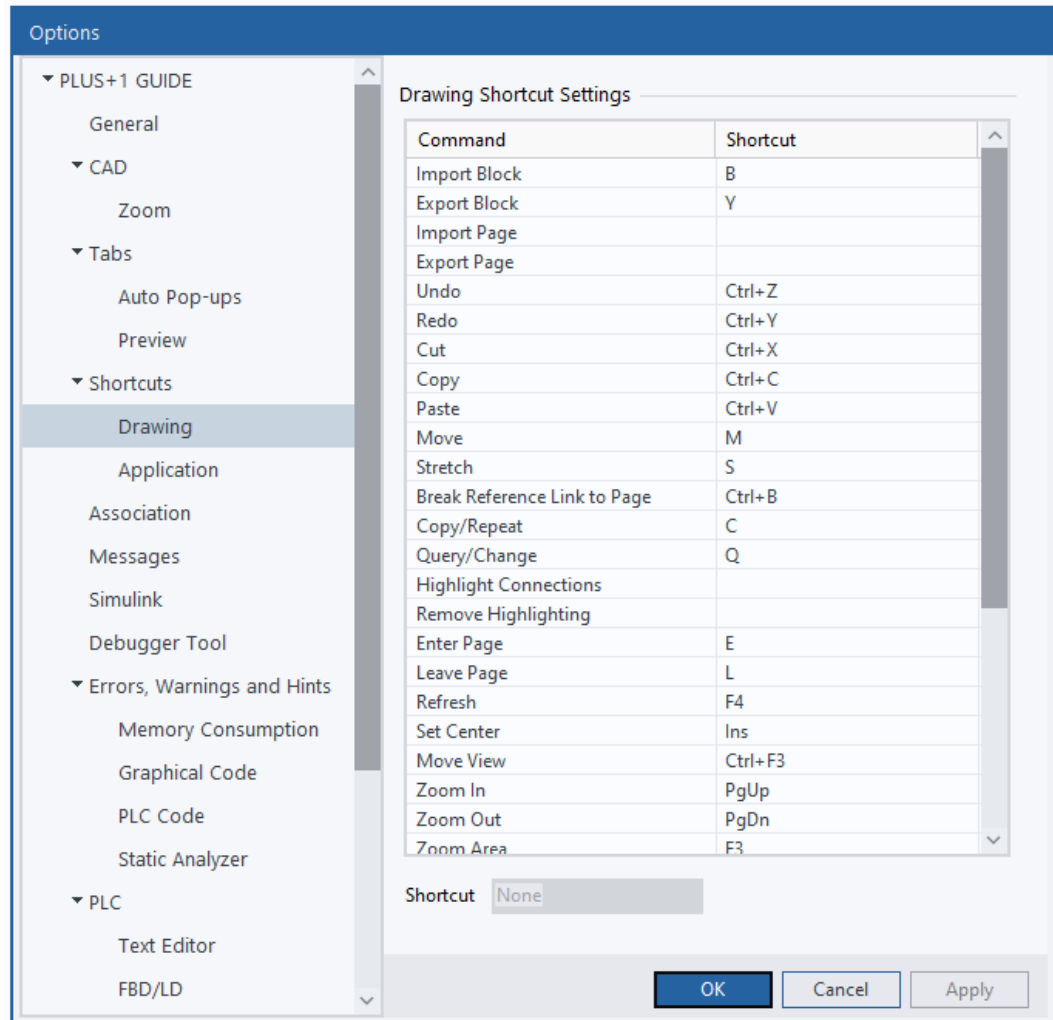 Options
PLUS+1 GUIDE
General
CAD
Zoom
Tabs
Auto Pop-ups
Preview
Shortcuts
Drawing
Application
Association
Messages
Simulink
Debugger Tool
Errors, Warnings and Hints
Memory Consumption
Graphical Code
PLC Code
Static Analyzer
PLC
Text Editor
FBD/LD
Drawing Shortcut Settings
Command Shortcut
Import Block B
Export Block Y
Import Page
Export Page
Undo Ctrl+Z
Redo Ctrl+Y
Cut Ctrl+X
Copy Ctrl+C
Paste Ctrl+V
Move M
Stretch S
Break Reference Link to Page Ctrl+B
Copy/Repeat C
Query/Change Q
Highlight Connections
Remove Highlighting
Enter Page E
Leave Page L
Refresh F4
Set Center Ins
Move View Ctrl+F3
Zoom In PgUp
Zoom Out PgDn
Zoom Area F3
Shortcut None
OK Cancel Apply